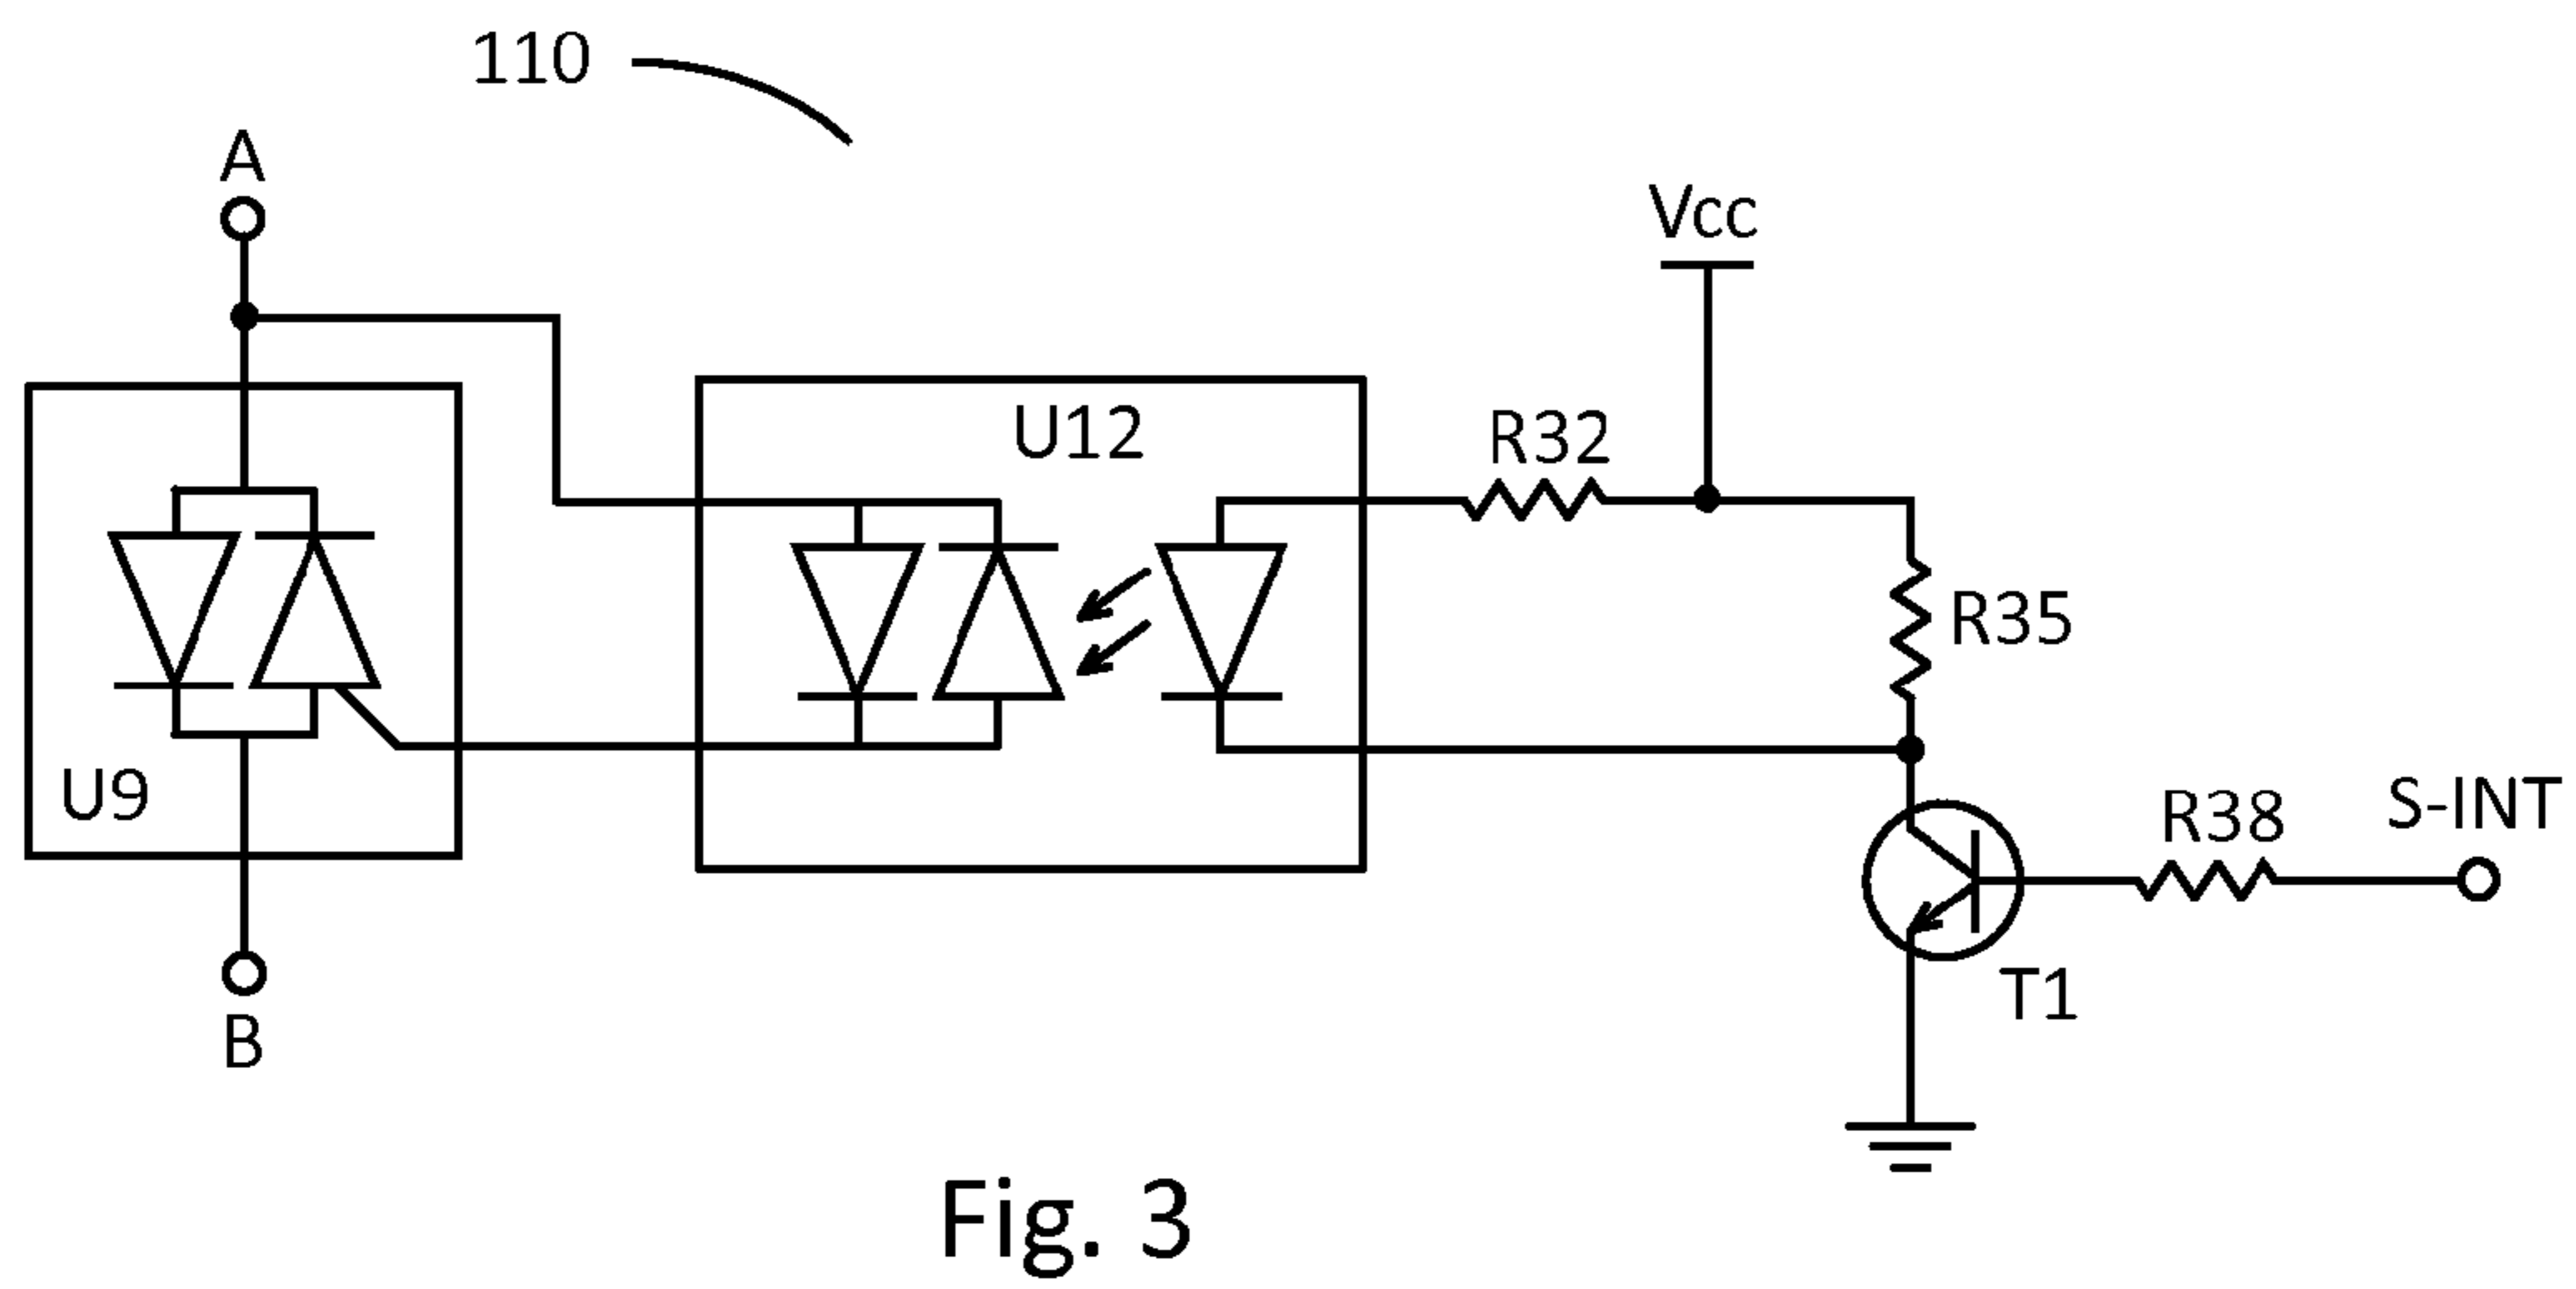 110
A
Vcc
U12
R32
R35
U9
R38
S-INT
T1
B
Fig. 3